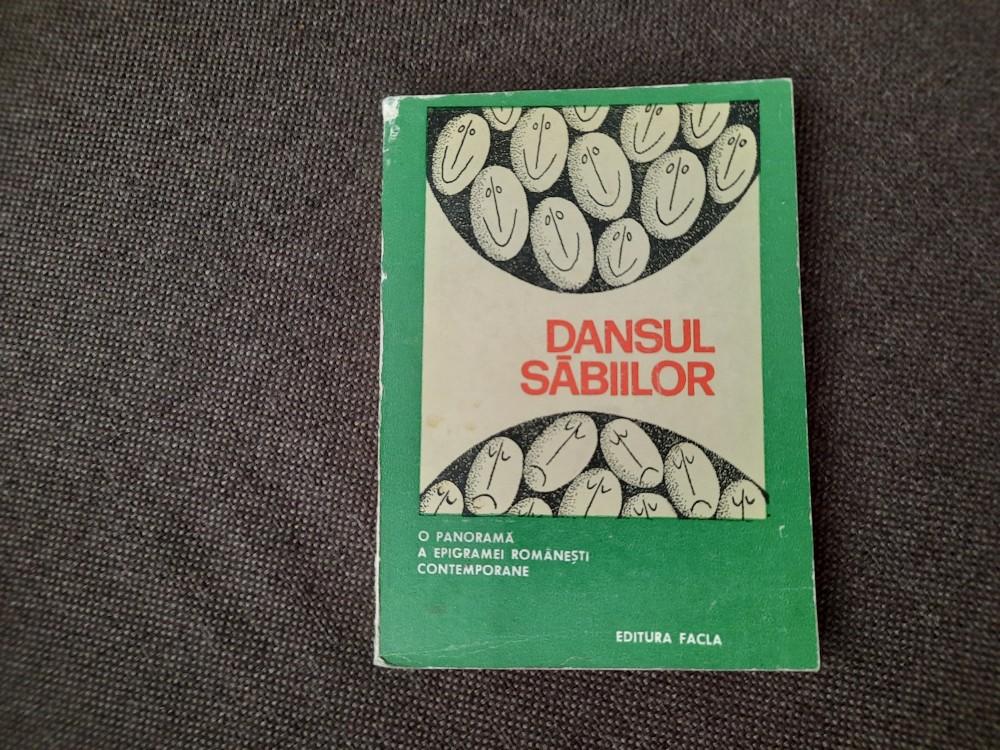 DANSUL
SĂBIILOR
O PANORAMĂ
A EPIGRAMEI ROMÂNEȘTI
CONTEMPORANE
EDITURA FACLA